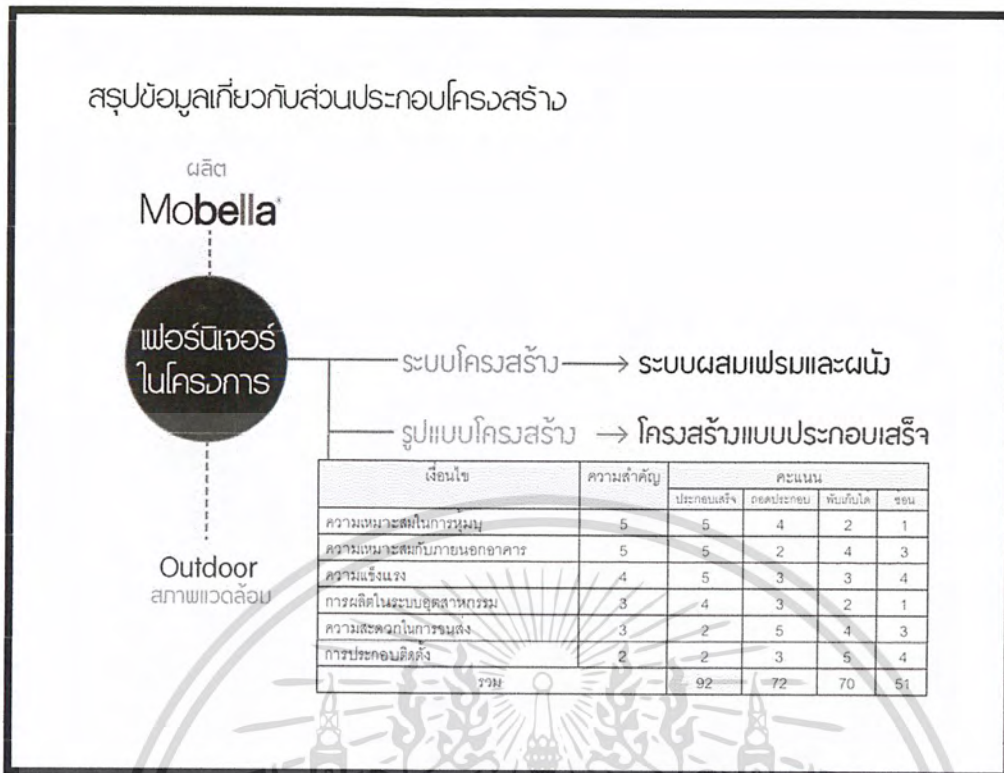 สรุปข้อมูลเกี่ยวกับส่วนประกอบโครงสร้าง
ผลิต
Mobella
เฟอร์นิเจอร์
ในโครงการ
ระบบโครงสร้าง → ระบบผสมเฟรมและผนัง
รูปแบบโครงสร้าง → โครงสร้างแบบประกอบเสร็จ
Outdoor
สภาพแวดล้อม
เงื่อนไข ความสำคัญ คะแนน
ประกอบเสร็จ ถอดประกอบ พับเก็บได้ ซ้อน
ความเหมาะสมในการหุ้มบุ 5 5 4 2 1
ความเหมาะสมกับภายนอกอาคาร 5 5 2 4 3
ความแข็งแรง 4 5 3 3 4
การผลิตในระบบอุตสาหกรรม 3 4 3 2 1
ความสะดวกในการขนส่ง 3 2 5 4 3
การประกอบติดตั้ง 2 2 3 5 4
รวม 92 72 70 51